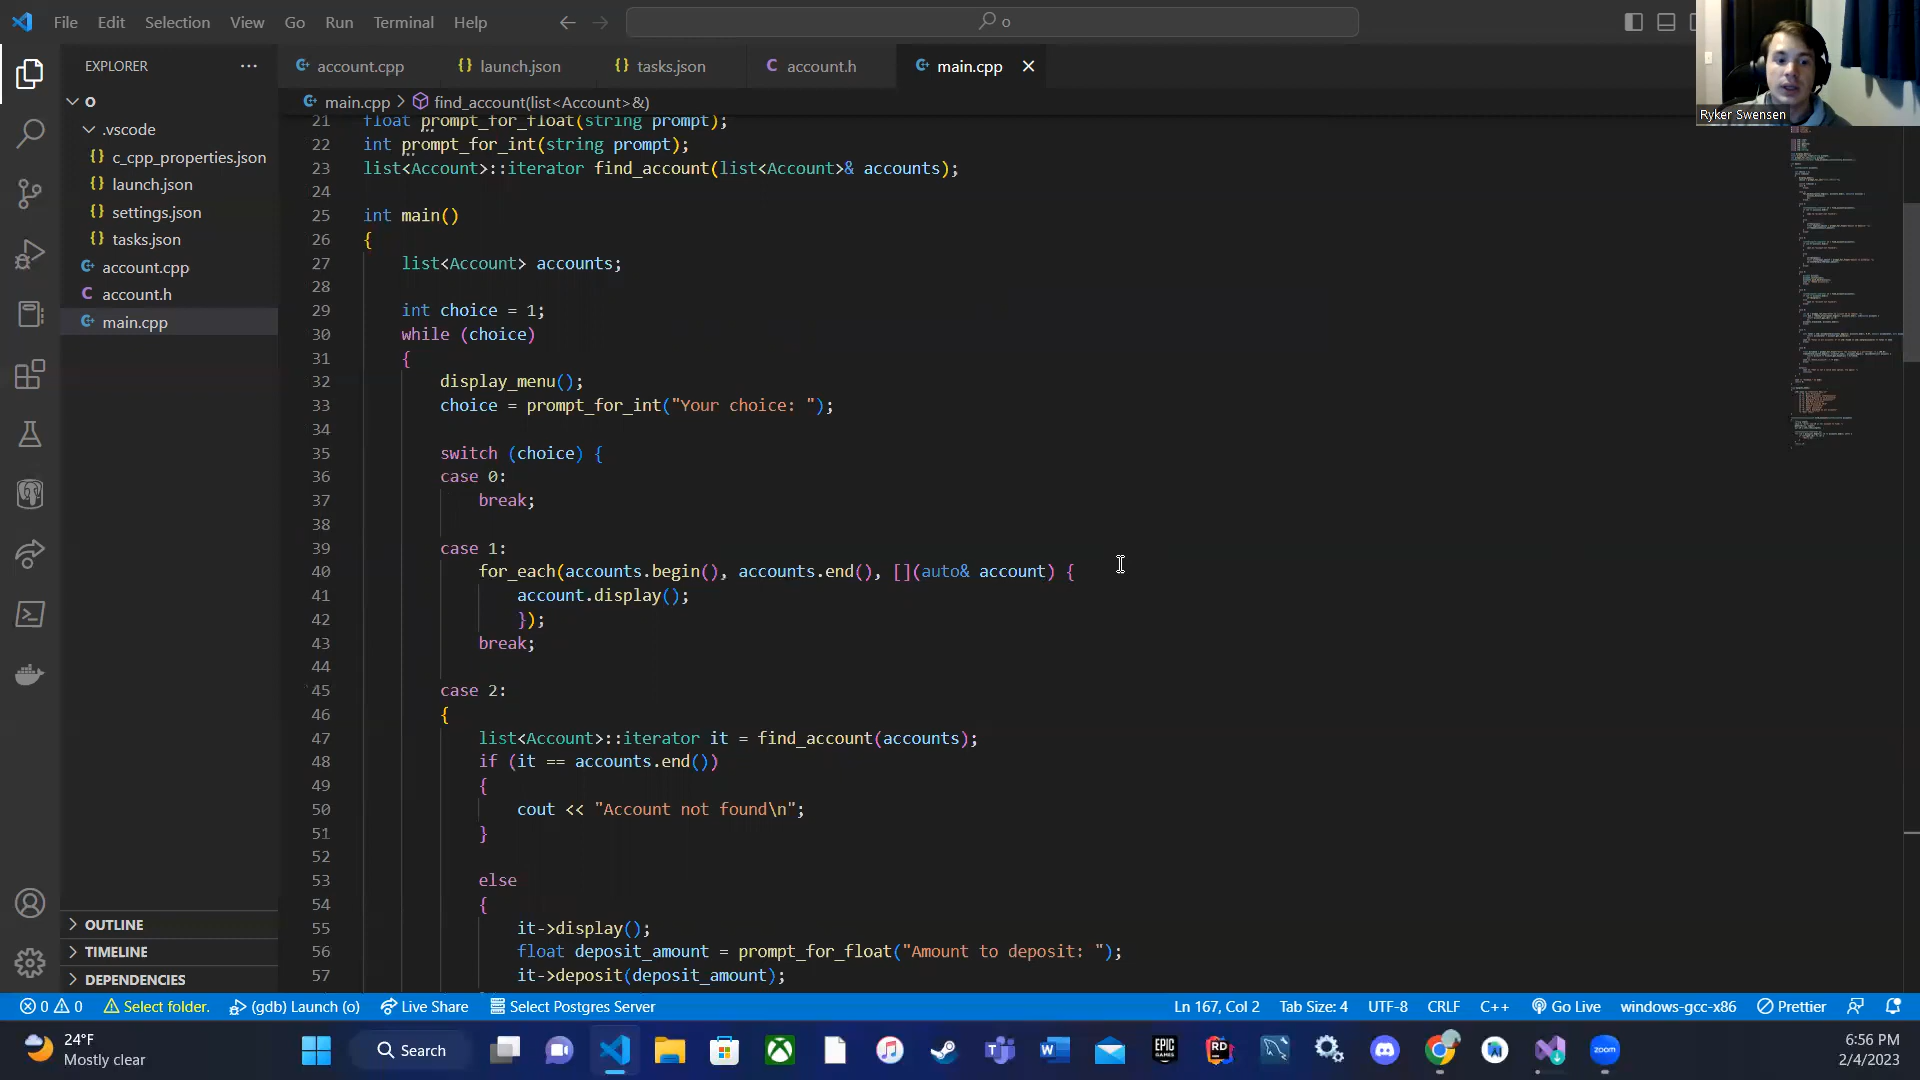 File Edit Selection View Go Run Terminal Help
o
Ryker Swensen
EXPLORER
O
.vscode
c_cpp_properties.json
launch.json
settings.json
tasks.json
account.cpp
account.h
main.cpp
OUTLINE
TIMELINE
DEPENDENCIES
account.cpp launch.json tasks.json account.h main.cpp
main.cpp > find_account(list<Account>&)
21 float prompt_for_float(string prompt);
22 int prompt_for_int(string prompt);
23 list<Account>::iterator find_account(list<Account>& accounts);
24
25 int main()
26 {
27 list<Account> accounts;
28
29 int choice = 1;
30 while (choice)
31 {
32 display_menu();
33 choice = prompt_for_int("Your choice: ");
34
35 switch (choice) {
36 case 0:
37 break;
38
39 case 1:
40 for_each(accounts.begin(), accounts.end(), [](auto& account) {
41 account.display();
42 });
43 break;
44
45 case 2:
46 {
47 list<Account>::iterator it = find_account(accounts);
48 if (it == accounts.end())
49 {
50 cout << "Account not found\n";
51 }
52
53 else
54 {
55 it->display();
56 float deposit_amount = prompt_for_float("Amount to deposit: ");
57 it->deposit(deposit_amount);
0 0 Select folder. (gdb) Launch (o) Live Share Select Postgres Server Ln 167, Col 2 Tab Size: 4 UTF-8 CRLF C++ Go Live windows-gcc-x86 Prettier
24°F
Mostly clear
Search
EPIC GAMES
RD
zoom
6:56 PM
2/4/2023